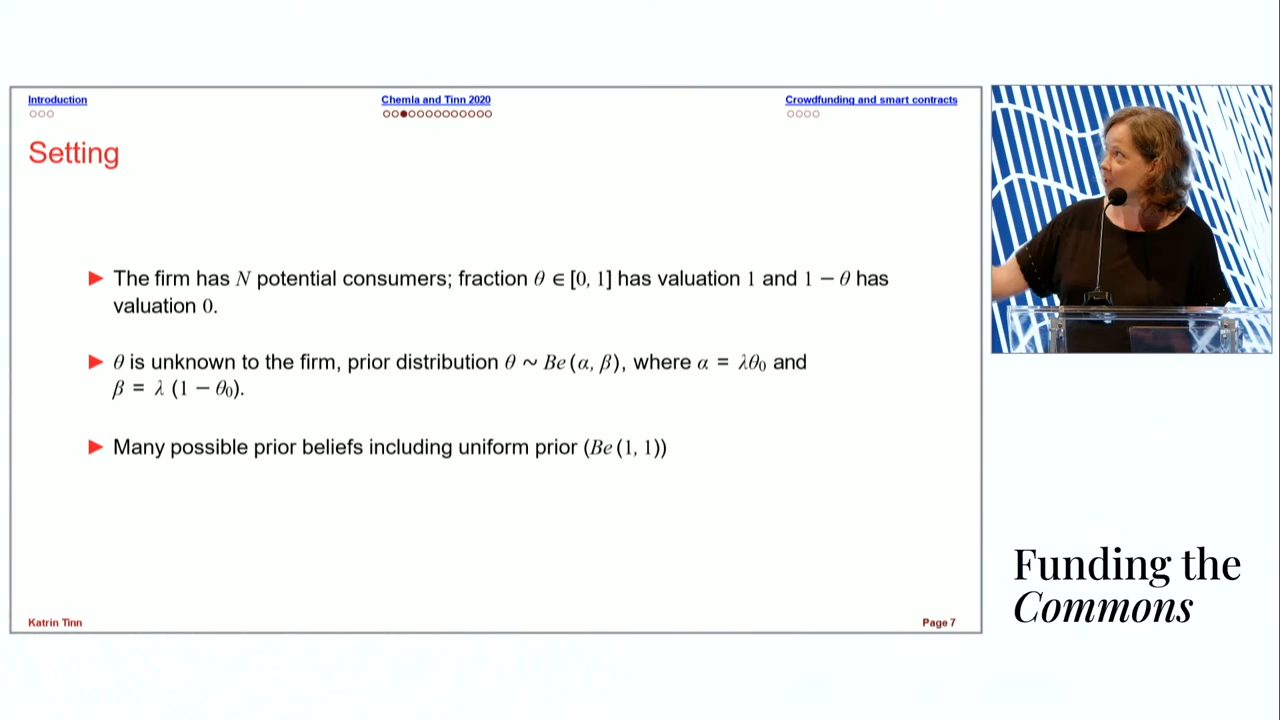 Introduction
Chemla and Tinn 2020
Crowdfunding and smart contracts
Setting
The firm has N potential consumers; fraction θ ∈ [0, 1] has valuation 1 and 1 − θ has
valuation 0.
θ is unknown to the firm, prior distribution θ ~ Be (α, β), where α = λθ₀ and
β = λ (1 − θ₀).
Many possible prior beliefs including uniform prior (Be (1, 1))
Katrin Tinn
Page 7
Funding the
Commons